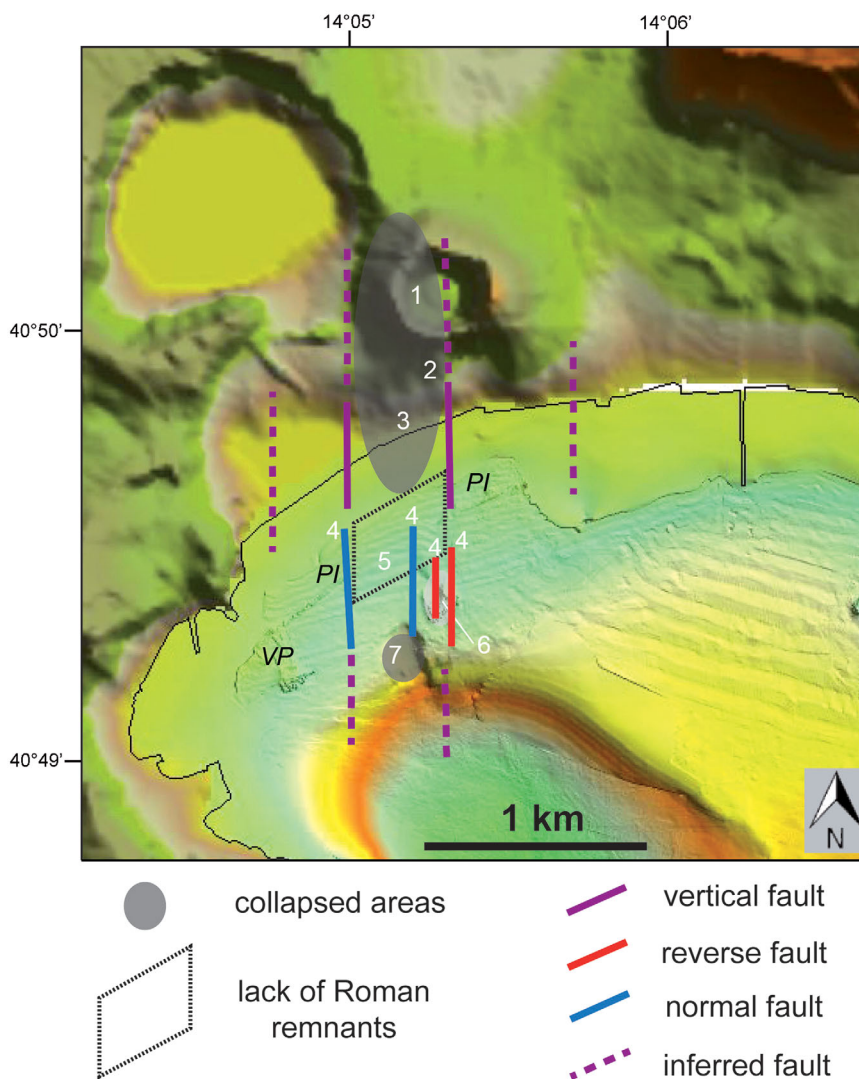 14°05’ 14°06’
40°50’
1
2
3
PI
4 4 4
4
5
PI
6
VP
7
40°49’
1 km
N
collapsed areas
lack of Roman
remnants
vertical fault
reverse fault
normal fault
inferred fault